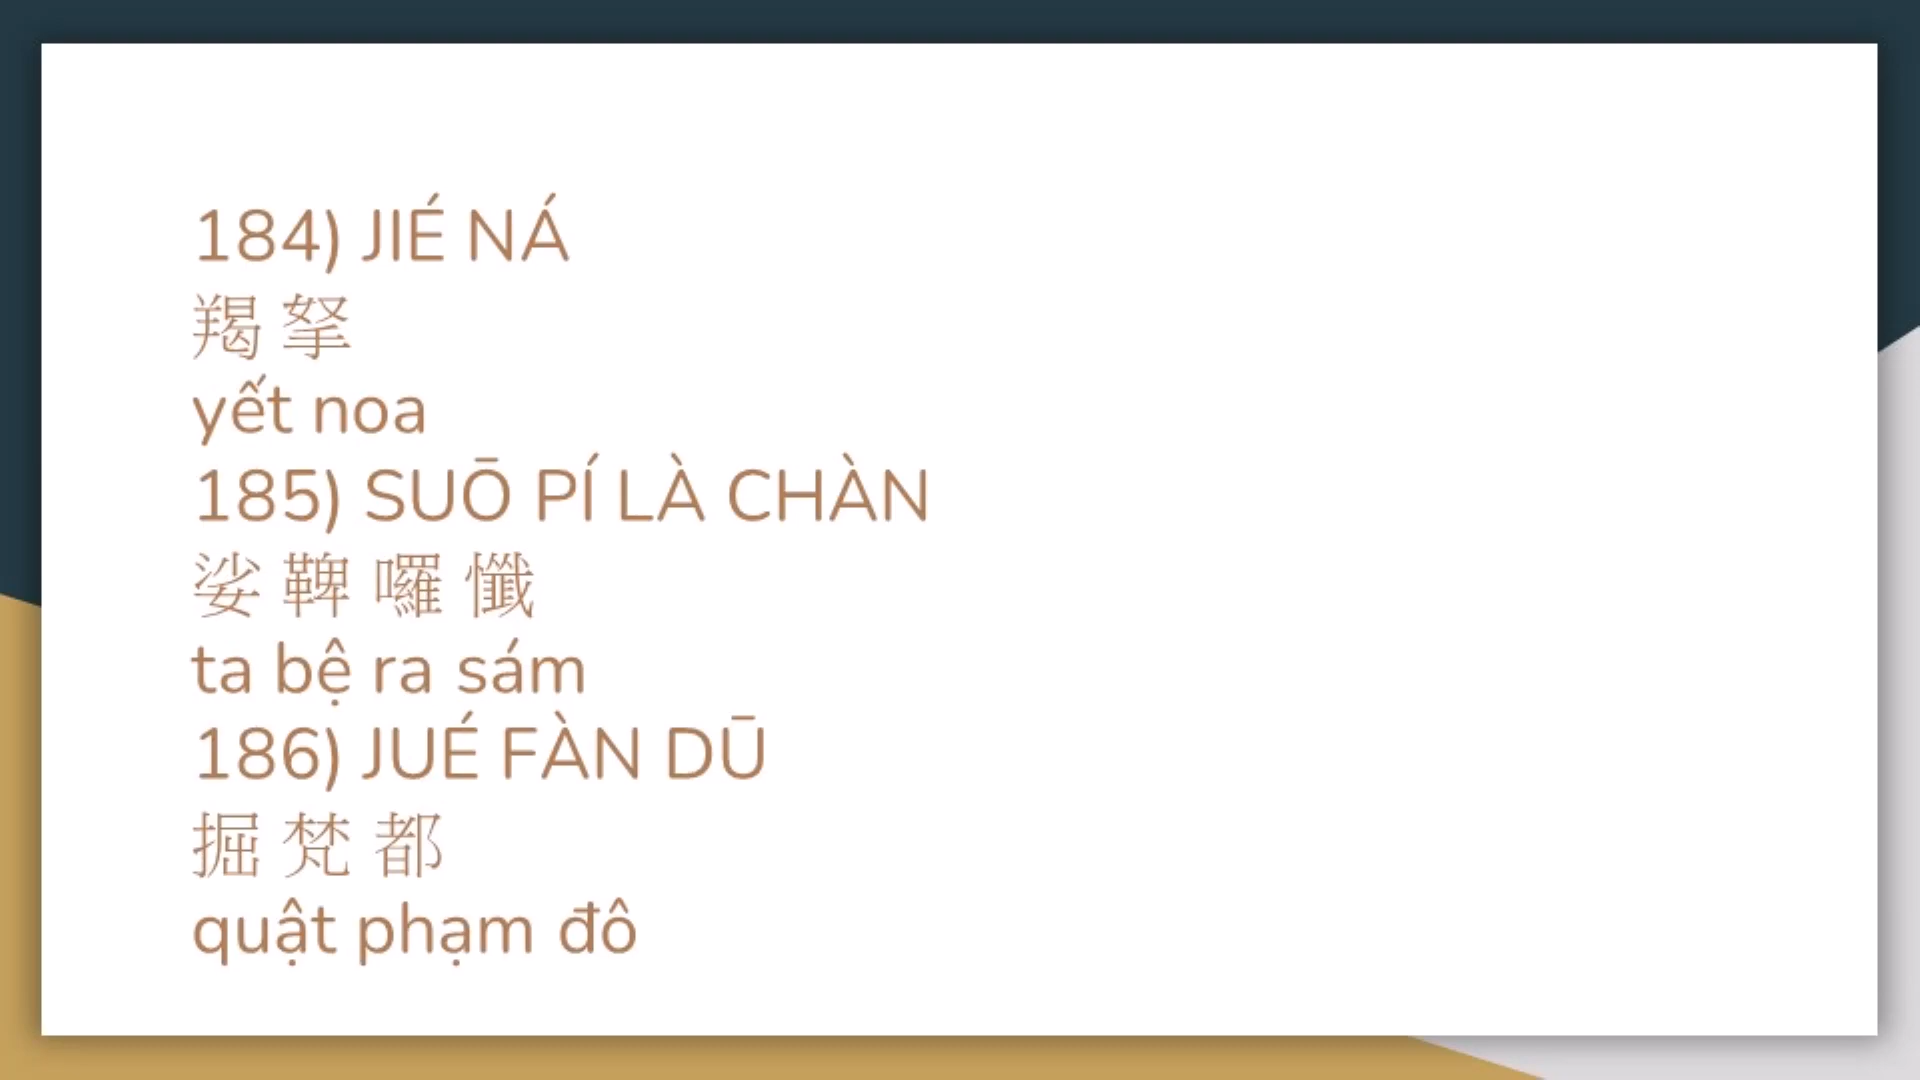 184) JIÉ NÁ
羯 拏
yết noa
185) SUŌ PÍ LÀ CHÀN
娑 鞞 囉 懺
ta bệ ra sám
186) JUÉ FÀN DŪ
掘 梵 都
quật phạm đô